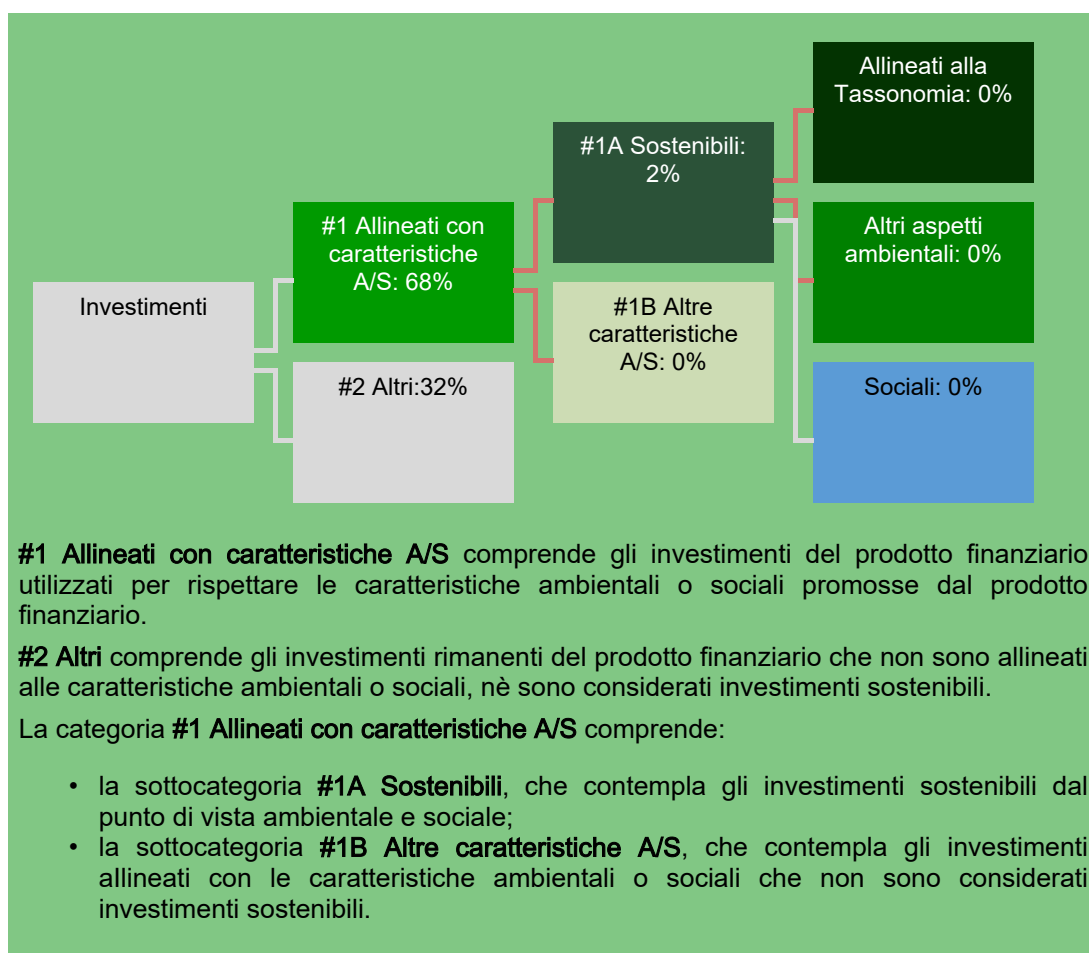 Allineati alla
Tassonomia: 0%
#1A Sostenibili:
2%
#1 Allineati con
caratteristiche
A/S: 68%
Altri aspetti
ambientali: 0%
Investimenti
#1B Altre
caratteristiche
A/S: 0%
#2 Altri:32%
Sociali: 0%
#1 Allineati con caratteristiche A/S comprende gli investimenti del prodotto finanziario
utilizzati per rispettare le caratteristiche ambientali o sociali promosse dal prodotto
finanziario.
#2 Altri comprende gli investimenti rimanenti del prodotto finanziario che non sono allineati
alle caratteristiche ambientali o sociali, nè sono considerati investimenti sostenibili.
La categoria #1 Allineati con caratteristiche A/S comprende:
• la sottocategoria #1A Sostenibili, che contempla gli investimenti sostenibili dal
punto di vista ambientale e sociale;
• la sottocategoria #1B Altre caratteristiche A/S, che contempla gli investimenti
allineati con le caratteristiche ambientali o sociali che non sono considerati
investimenti sostenibili.